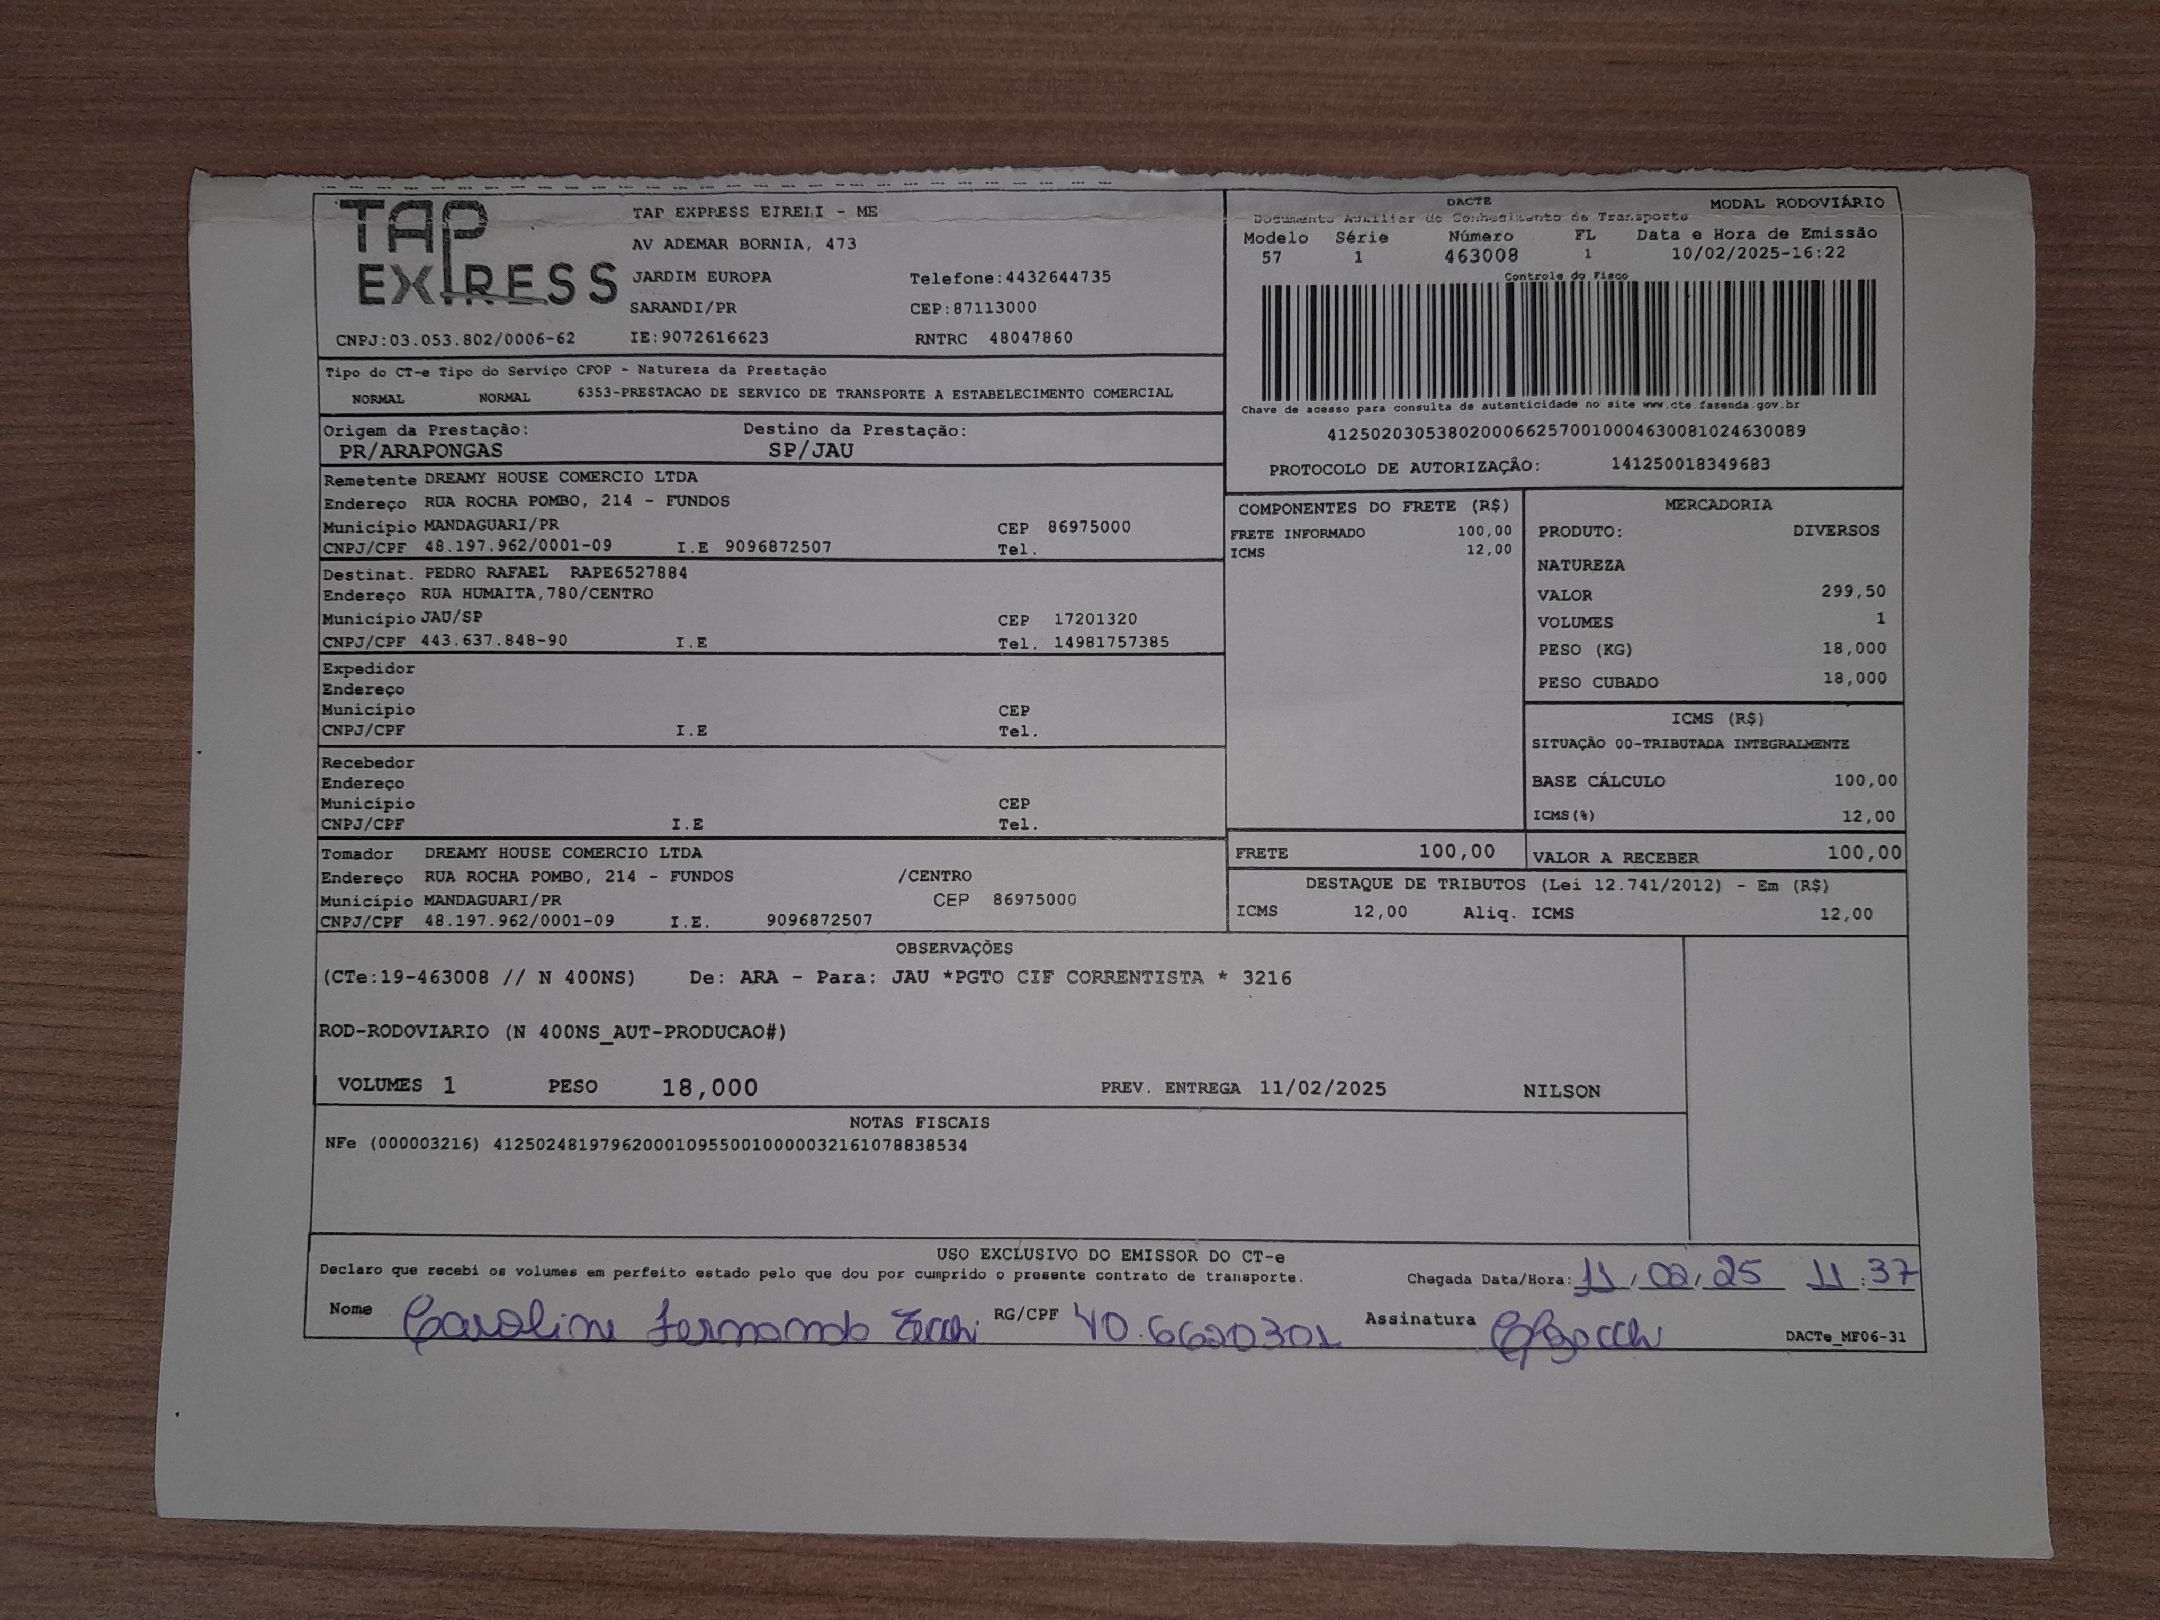 TAP
EXPRESS
TAP EXPRESS EIRELI - ME
AV ADEMAR BORNIA, 473
JARDIM EUROPA Telefone:4432644735
SARANDI/PR CEP:87113000
CNPJ:03.053.802/0006-62 IE:9072616623 RNTRC 48047860
DACTE MODAL RODOVIÁRIO
Documento Auxiliar do Conhecimento de Transporte
Modelo Série Número FL Data e Hora de Emissão
57 1 463008 1 10/02/2025-16:22
Controle do Fisco
Chave de acesso para consulta de autenticidade no site www.cte.fazenda.gov.br
41250203053802000662570010004630081024630089
PROTOCOLO DE AUTORIZAÇÃO: 141250018349683
Tipo do CT-e Tipo do Serviço CFOP - Natureza da Prestação
NORMAL NORMAL 6353-PRESTACAO DE SERVICO DE TRANSPORTE A ESTABELECIMENTO COMERCIAL
Origem da Prestação: Destino da Prestação:
PR/ARAPONGAS SP/JAU
Remetente DREAMY HOUSE COMERCIO LTDA
Endereço RUA ROCHA POMBO, 214 - FUNDOS
Município MANDAGUARI/PR CEP 86975000
CNPJ/CPF 48.197.962/0001-09 I.E 9096872507 Tel.
Destinat. PEDRO RAFAEL RAPE6527884
Endereço RUA HUMAITA,780/CENTRO
Município JAU/SP CEP 17201320
CNPJ/CPF 443.637.848-90 I.E Tel. 14981757385
Expedidor
Endereço
Município CEP
CNPJ/CPF I.E Tel.
Recebedor
Endereço
Município CEP
CNPJ/CPF I.E Tel.
Tomador DREAMY HOUSE COMERCIO LTDA
Endereço RUA ROCHA POMBO, 214 - FUNDOS /CENTRO
Município MANDAGUARI/PR CEP 86975000
CNPJ/CPF 48.197.962/0001-09 I.E. 9096872507
COMPONENTES DO FRETE (R$)
FRETE INFORMADO 100,00
ICMS 12,00
MERCADORIA
PRODUTO: DIVERSOS
NATUREZA
VALOR 299,50
VOLUMES 1
PESO (KG) 18,000
PESO CUBADO 18,000
ICMS (R$)
SITUAÇÃO 00-TRIBUTADA INTEGRALMENTE
BASE CÁLCULO 100,00
ICMS(%) 12,00
FRETE 100,00 VALOR A RECEBER 100,00
DESTAQUE DE TRIBUTOS (Lei 12.741/2012) - Em (R$)
ICMS 12,00 Aliq. ICMS 12,00
OBSERVAÇÕES
(CTe:19-463008 // N 400NS) De: ARA - Para: JAU *PGTO CIF CORRENTISTA * 3216
ROD-RODOVIARIO (N 400NS_AUT-PRODUCAO#)
VOLUMES 1 PESO 18,000 PREV. ENTREGA 11/02/2025 NILSON
NOTAS FISCAIS
NFe (000003216) 41250248197962000109550010000032161078838534
USO EXCLUSIVO DO EMISSOR DO CT-e
Declaro que recebi os volumes em perfeito estado pelo que dou por cumprido o presente contrato de transporte. Chegada Data/Hora: 11/02/25 11:37
Nome Caroline Fernanda RG/CPF 40.6620301 Assinatura
DACTe_MF06-31